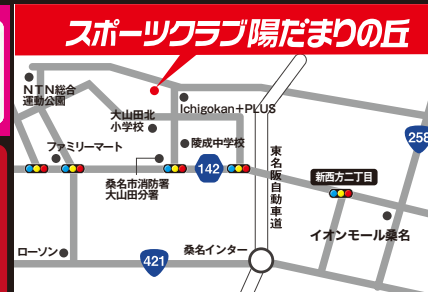 スポーツクラブ陽だまりの丘
NTN総合
運動公園
Ichigokan+PLUS
大山田北
小学校
ファミリーマート
陵成中学校
258
142
東名阪自動車道
新西方二丁目
桑名市消防署
大山田分署
イオンモール桑名
ローソン
421
桑名インター